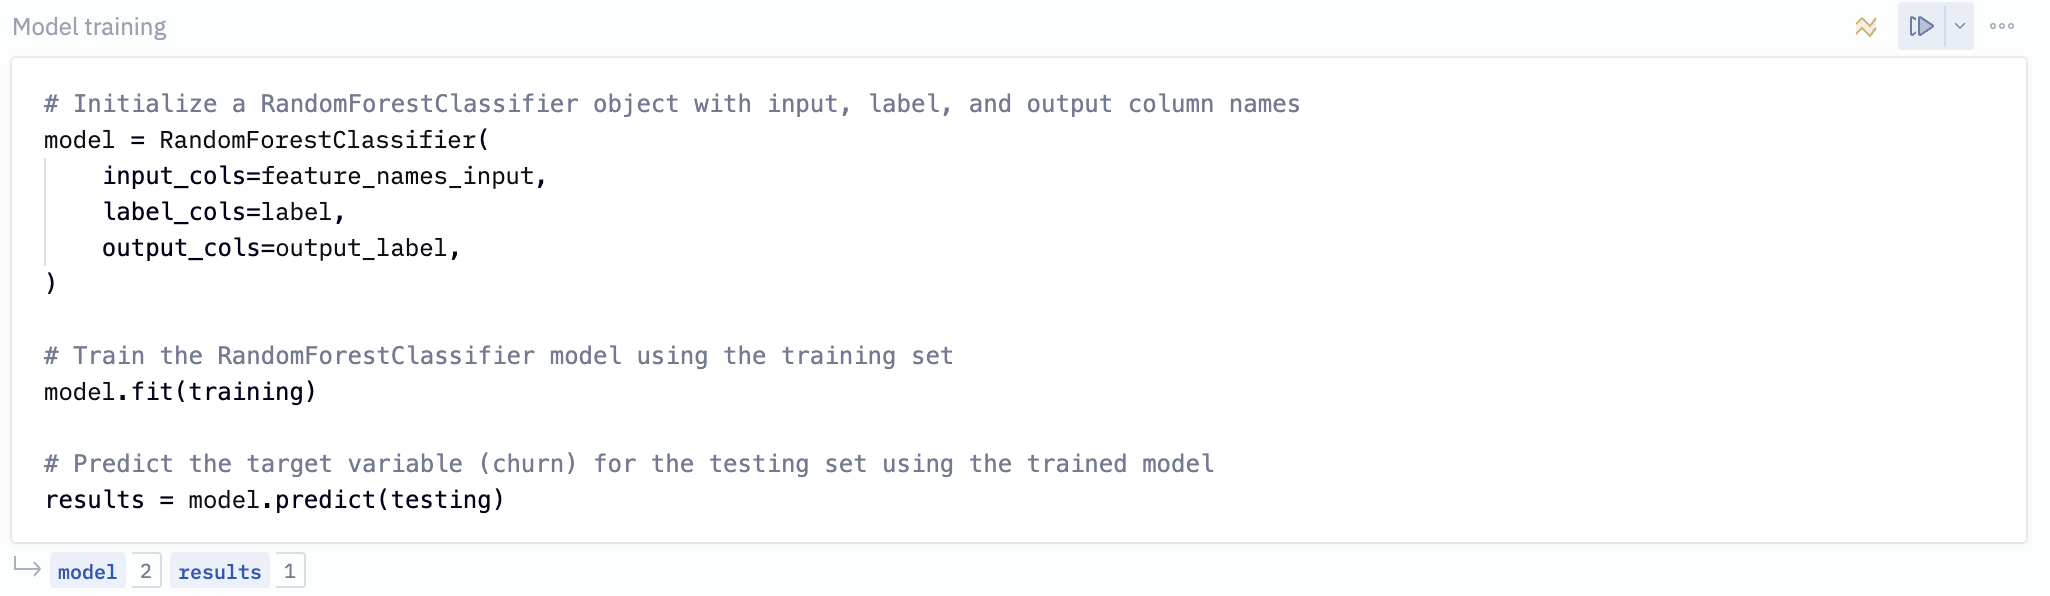 Model training
# Initialize a RandomForestClassifier object with input, label, and output column names
model = RandomForestClassifier(
    input_cols=feature_names_input,
    label_cols=label,
    output_cols=output_label,
)
# Train the RandomForestClassifier model using the training set
model.fit(training)
# Predict the target variable (churn) for the testing set using the trained model
results = model.predict(testing)
model 2 results 1